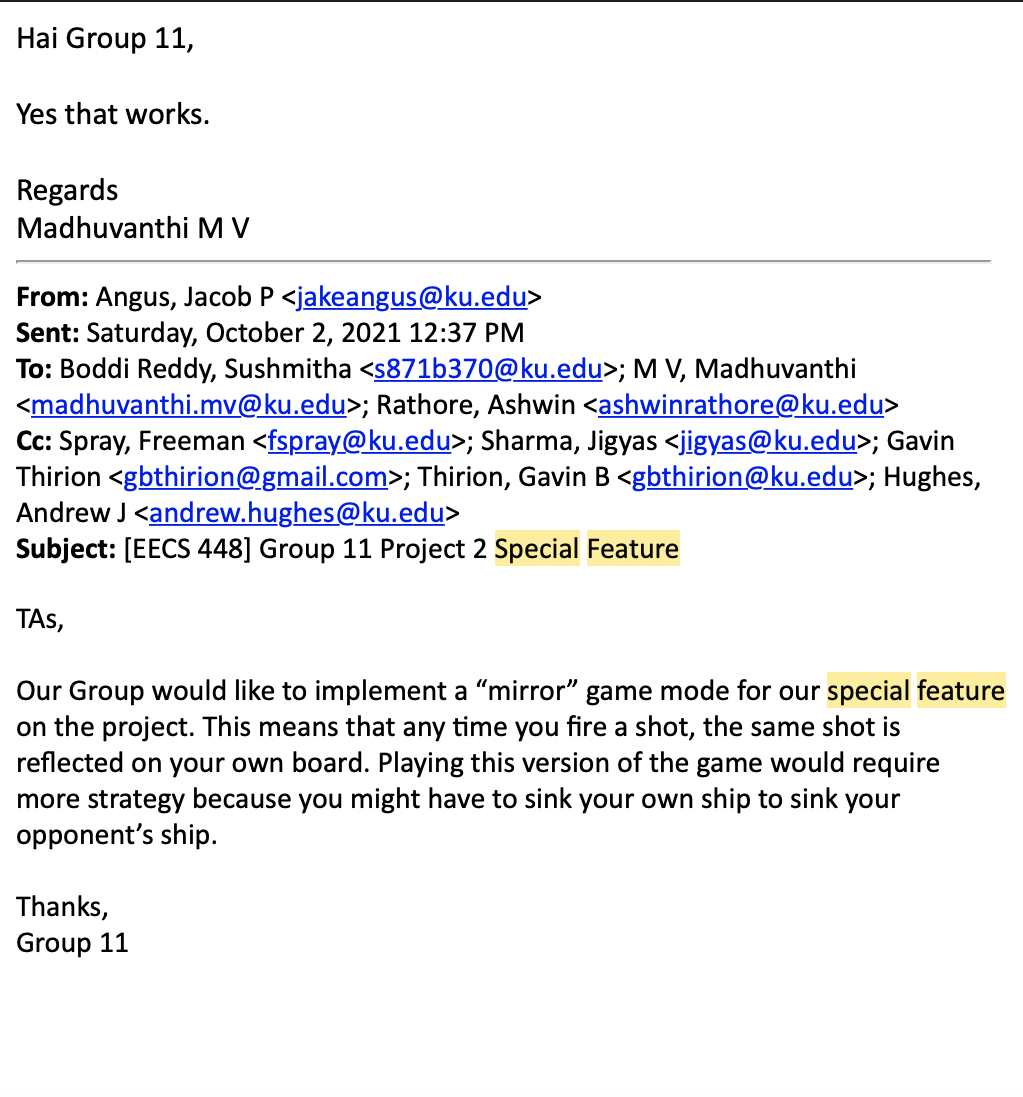 Hai Group 11,
Yes that works.
Regards
Madhuvanthi M V
From: Angus, Jacob P <jakeangus@ku.edu>
Sent: Saturday, October 2, 2021 12:37 PM
To: Boddi Reddy, Sushmitha <s871b370@ku.edu>; M V, Madhuvanthi
<madhuvanthi.mv@ku.edu>; Rathore, Ashwin <ashwinrathore@ku.edu>
Cc: Spray, Freeman <fspray@ku.edu>; Sharma, Jigyas <jigyas@ku.edu>; Gavin
Thirion <gbthirion@gmail.com>; Thirion, Gavin B <gbthirion@ku.edu>; Hughes,
Andrew J <andrew.hughes@ku.edu>
Subject: [EECS 448] Group 11 Project 2 Special Feature
TAs,
Our Group would like to implement a “mirror” game mode for our special feature
on the project. This means that any time you fire a shot, the same shot is
reflected on your own board. Playing this version of the game would require
more strategy because you might have to sink your own ship to sink your
opponent’s ship.
Thanks,
Group 11